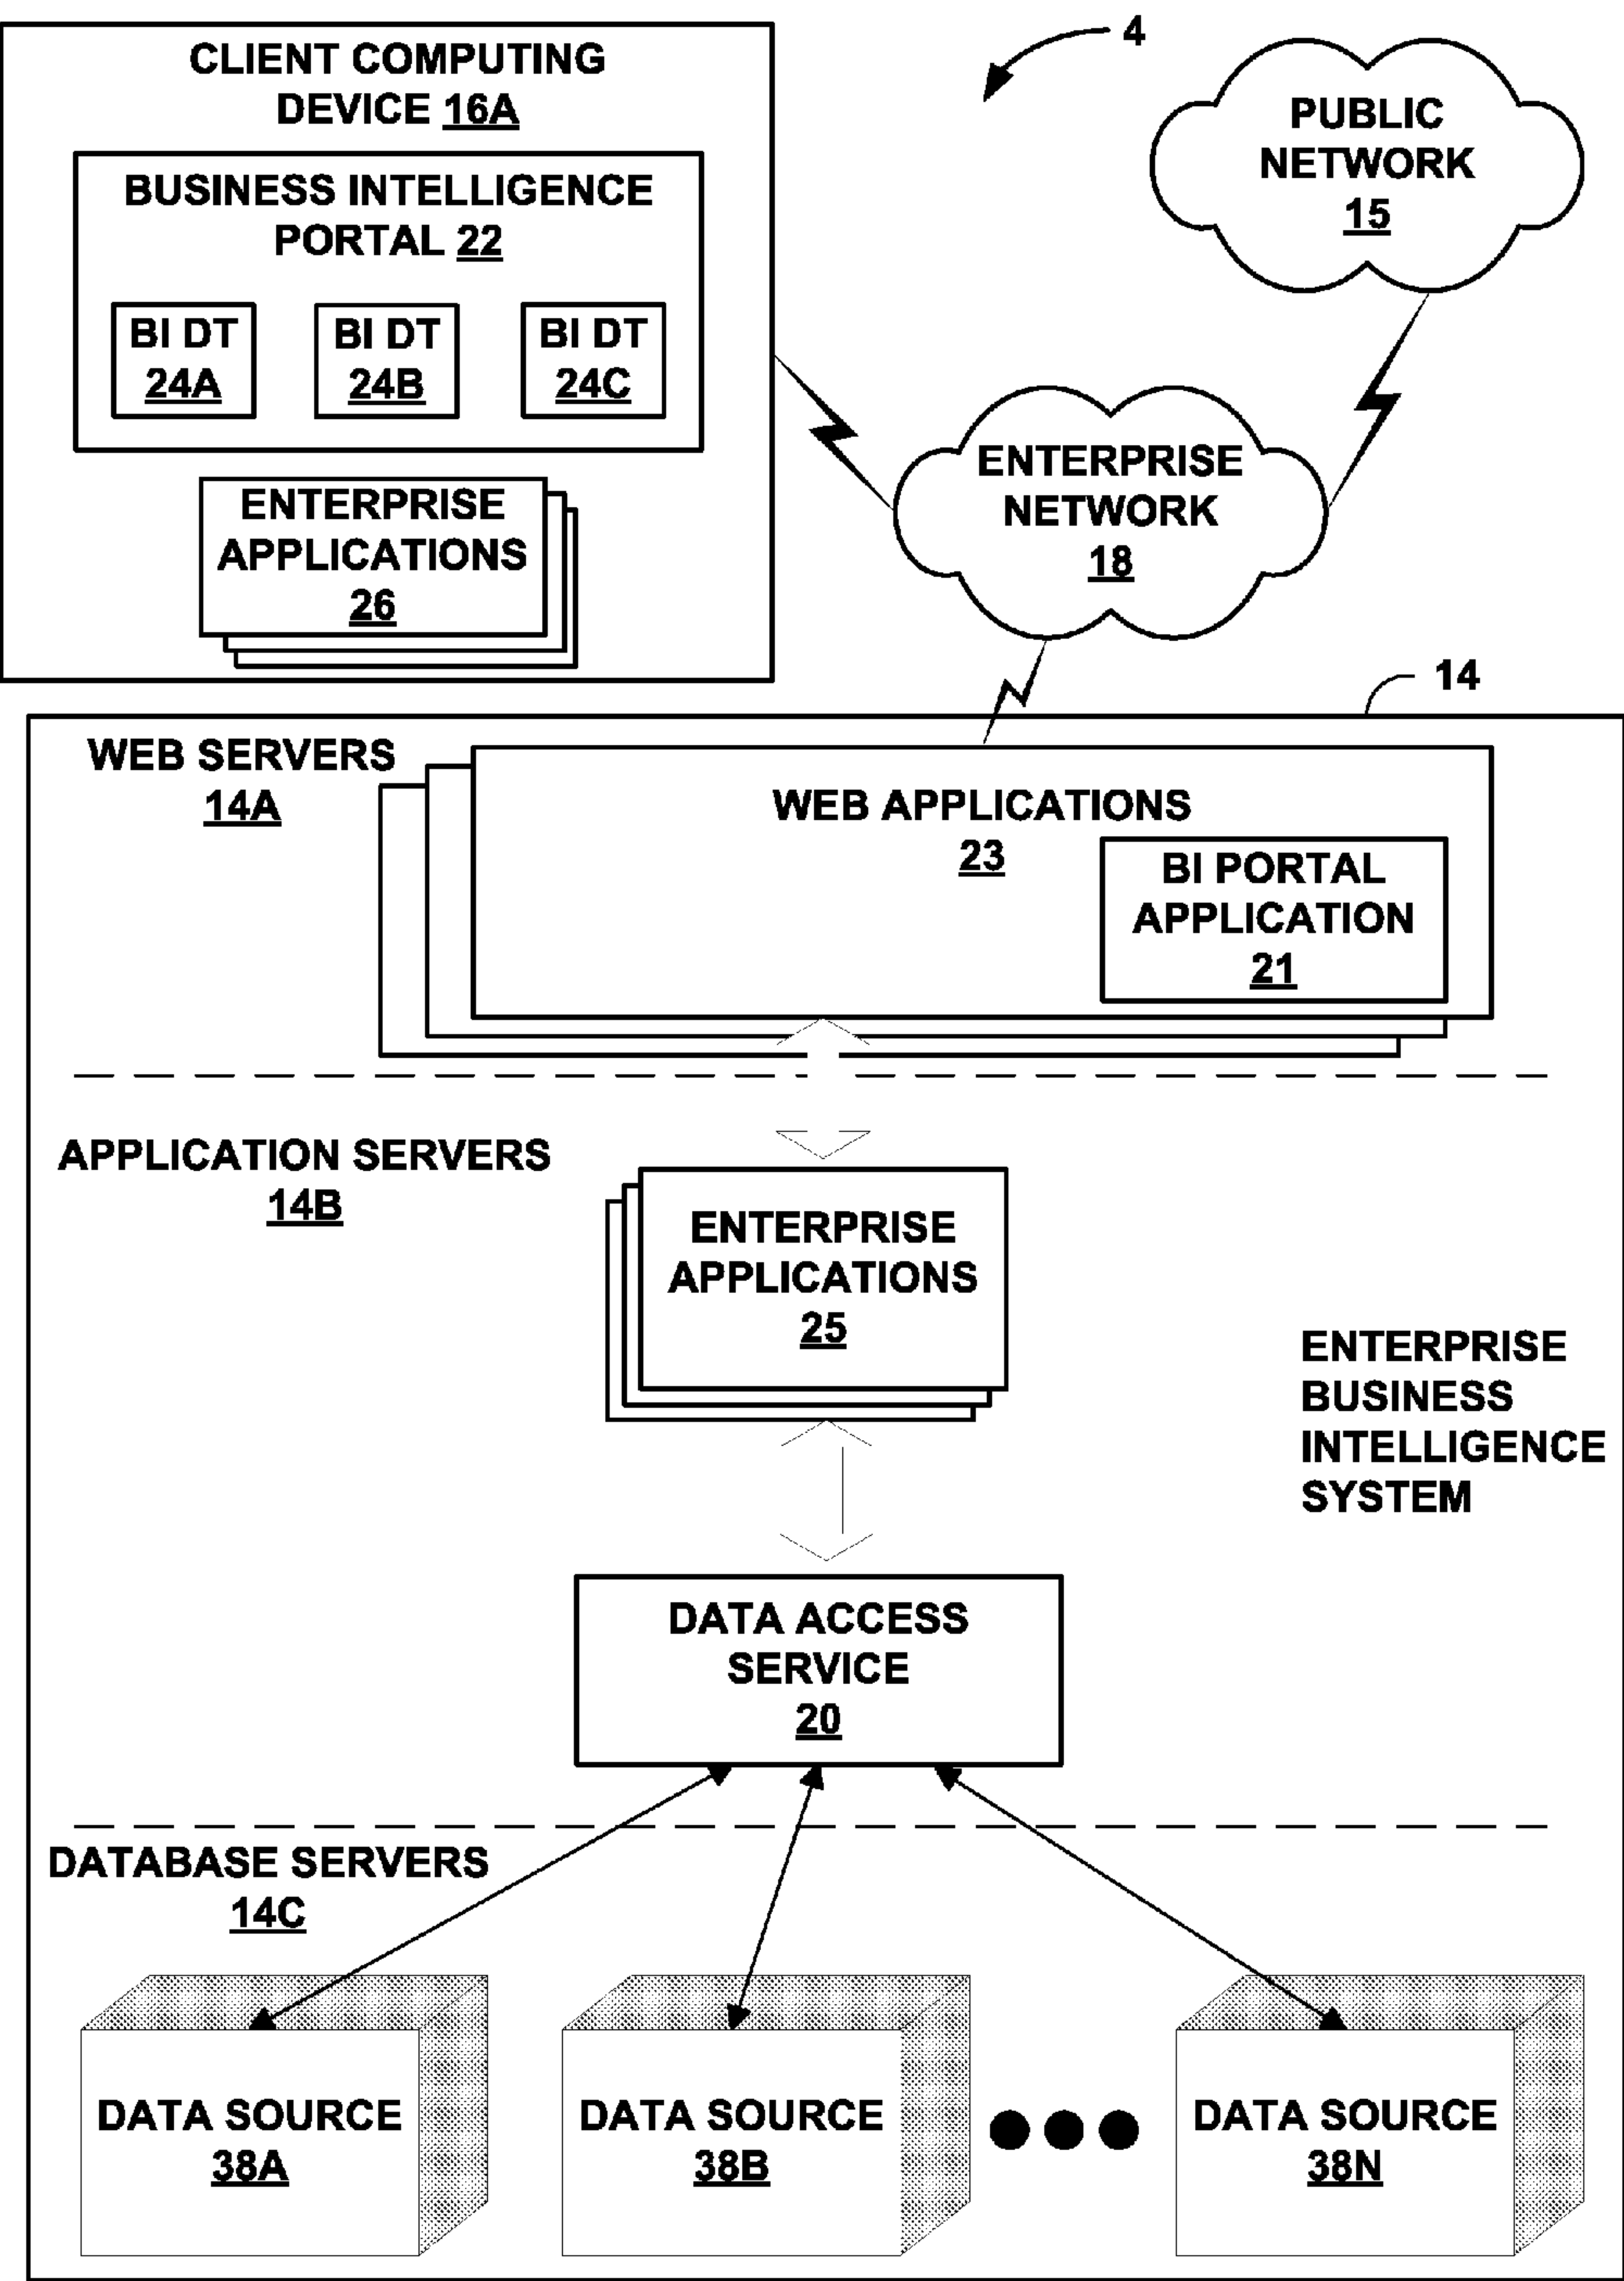 CLIENT COMPUTING
DEVICE 16A
BUSINESS INTELLIGENCE
PORTAL 22
BI DT
24A
BI DT
24B
BI DT
24C
ENTERPRISE
APPLICATIONS
26
4
PUBLIC
NETWORK
15
ENTERPRISE
NETWORK
18
14
WEB SERVERS
14A
WEB APPLICATIONS
23
BI PORTAL
APPLICATION
21
APPLICATION SERVERS
14B
ENTERPRISE
APPLICATIONS
25
ENTERPRISE
BUSINESS
INTELLIGENCE
SYSTEM
DATA ACCESS
SERVICE
20
DATABASE SERVERS
14C
DATA SOURCE
38A
DATA SOURCE
38B
DATA SOURCE
38N